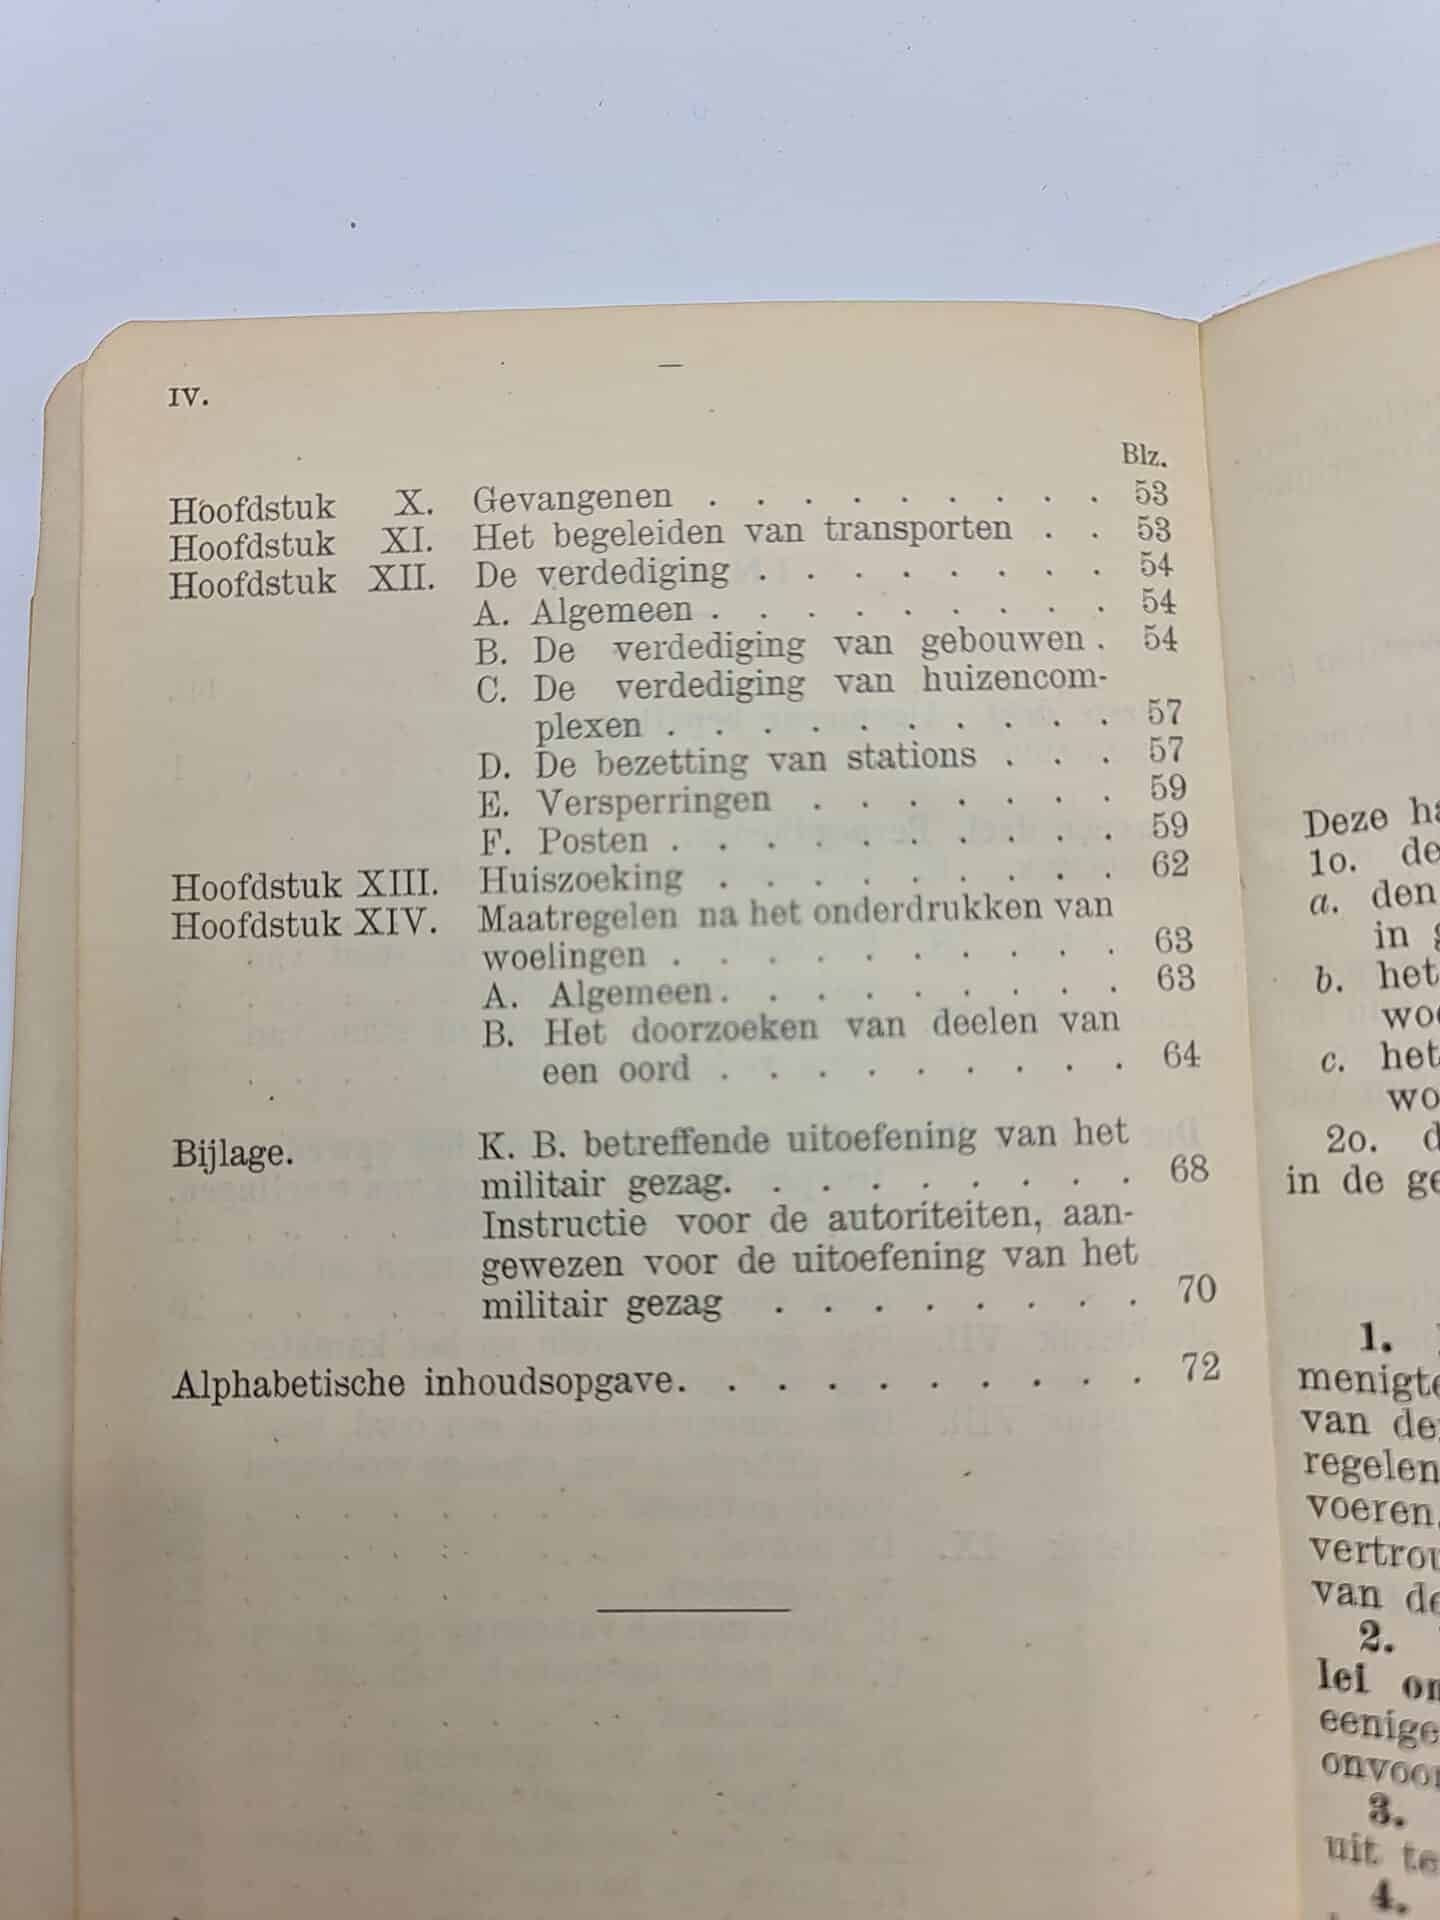 IV.
Blz.
Hoofdstuk X. Gevangenen . . . . . . . . . 53
Hoofdstuk XI. Het begeleiden van transporten . . 53
Hoofdstuk XII. De verdediging . . . . . . . . 54
A. Algemeen . . . . . . . . . 54
B. De verdediging van gebouwen . 54
C. De verdediging van huizencom-
plexen . . . . . . . . . . 57
D. De bezetting van stations . . . 57
E. Versperringen . . . . . . . 59
F. Posten . . . . . . . . . . 59
Hoofdstuk XIII. Huiszoeking . . . . . . . . . 62
Hoofdstuk XIV. Maatregelen na het onderdrukken van
woelingen . . . . . . . . . . 63
A. Algemeen . . . . . . . . . 63
B. Het doorzoeken van deelen van
een oord . . . . . . . . . 64
Bijlage. K. B. betreffende uitoefening van het
militair gezag. . . . . . . . . 68
Instructie voor de autoriteiten, aan-
gewezen voor de uitoefening van het
militair gezag . . . . . . . . 70
Alphabetische inhoudsopgave. . . . . . . . . . . 72
Deze
1o. de
a. den
in
b. het
c. het
2o.
in de
1.
van
regelen
voeren,
van
2.
eenige
3.
uit
4.